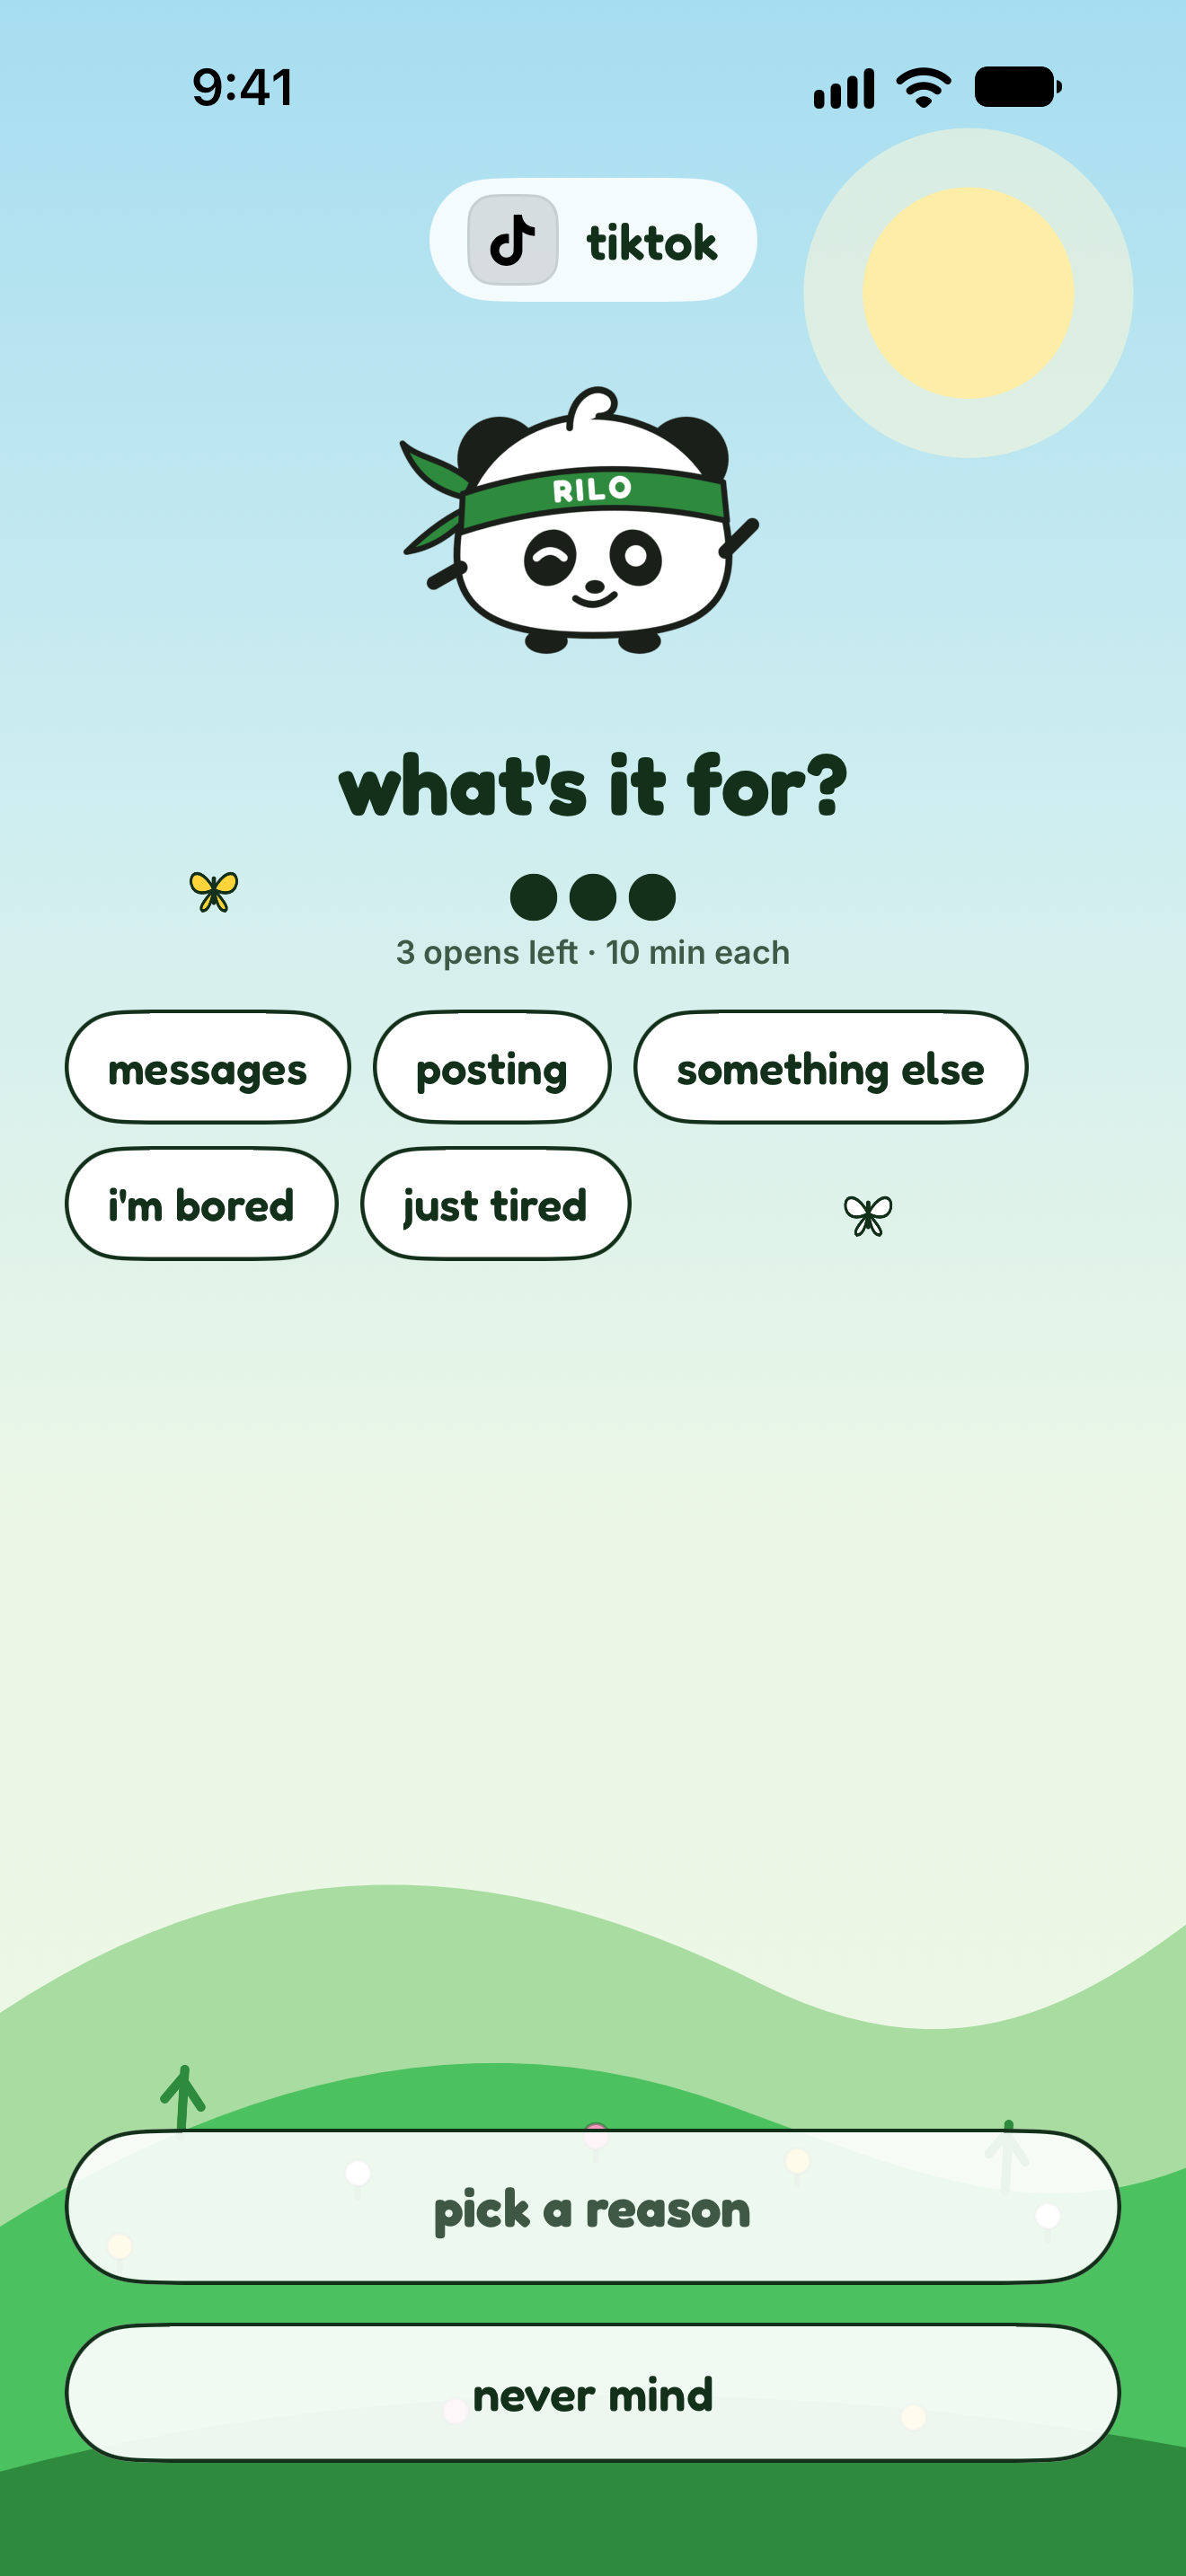 9:41
tiktok
RILO
what's it for?
3 opens left · 10 min each
messages
posting
something else
i'm bored
just tired
pick a reason
never mind